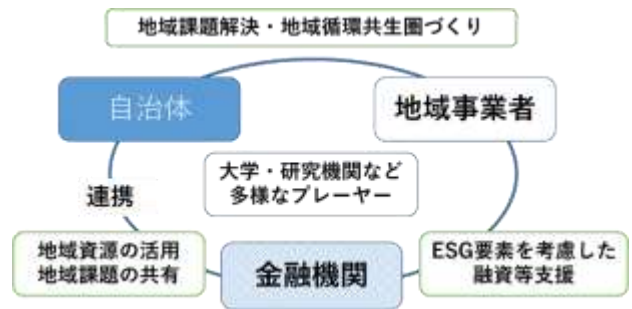 地域課題解決・地域循環共生圏づくり
自治体
地域事業者
大学・研究機関など
多様なプレーヤー
連携
地域資源の活用
地域課題の共有
金融機関
ESG要素を考慮した
融資等支援